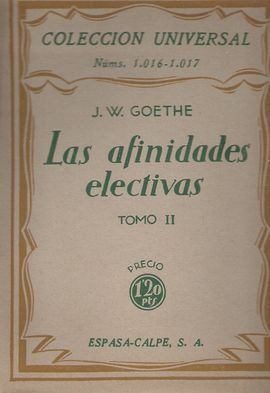 COLECCION UNIVERSAL
Núms. 1.016-1.017
J. W. GOETHE
Las afinidades
electivas
TOMO II
PRECIO
1'20
pts
ESPASA-CALPE, S. A.